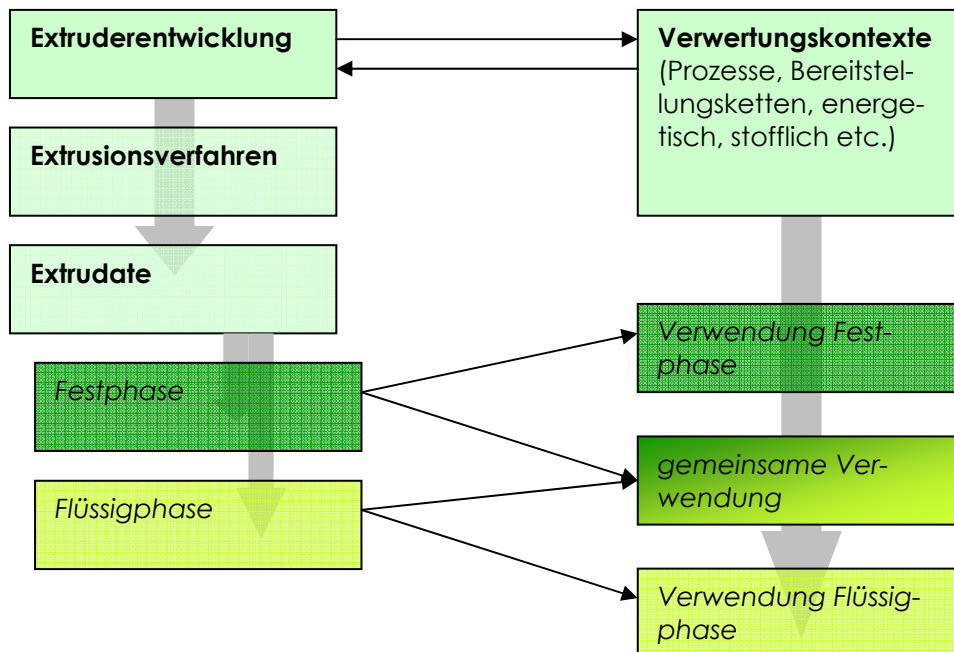 Extruderentwicklung
Extrusionsverfahren
Extrudate
Festphase
Flüssigphase
Verwertungskontexte
(Prozesse, Bereitstel-
lungsketten, energe-
tisch, stofflich etc.)
Verwendung Fest-
phase
gemeinsame Ver-
wendung
Verwendung Flüssig-
phase